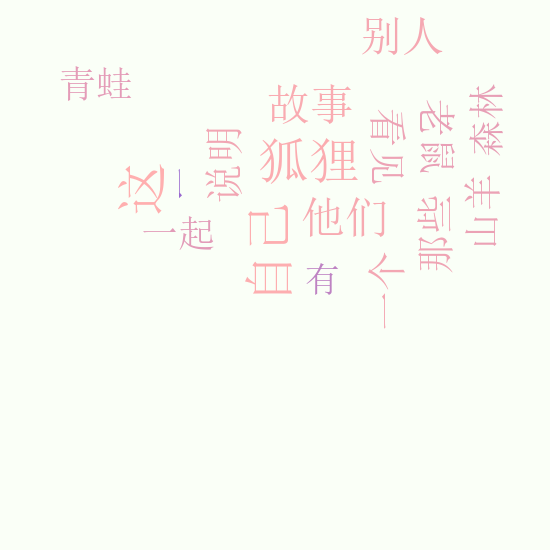 别人
青蛙
故事
森林
老鼠
看见
说明
狐狸
这
一
山羊
那些
他们
自己
一起
有
一个